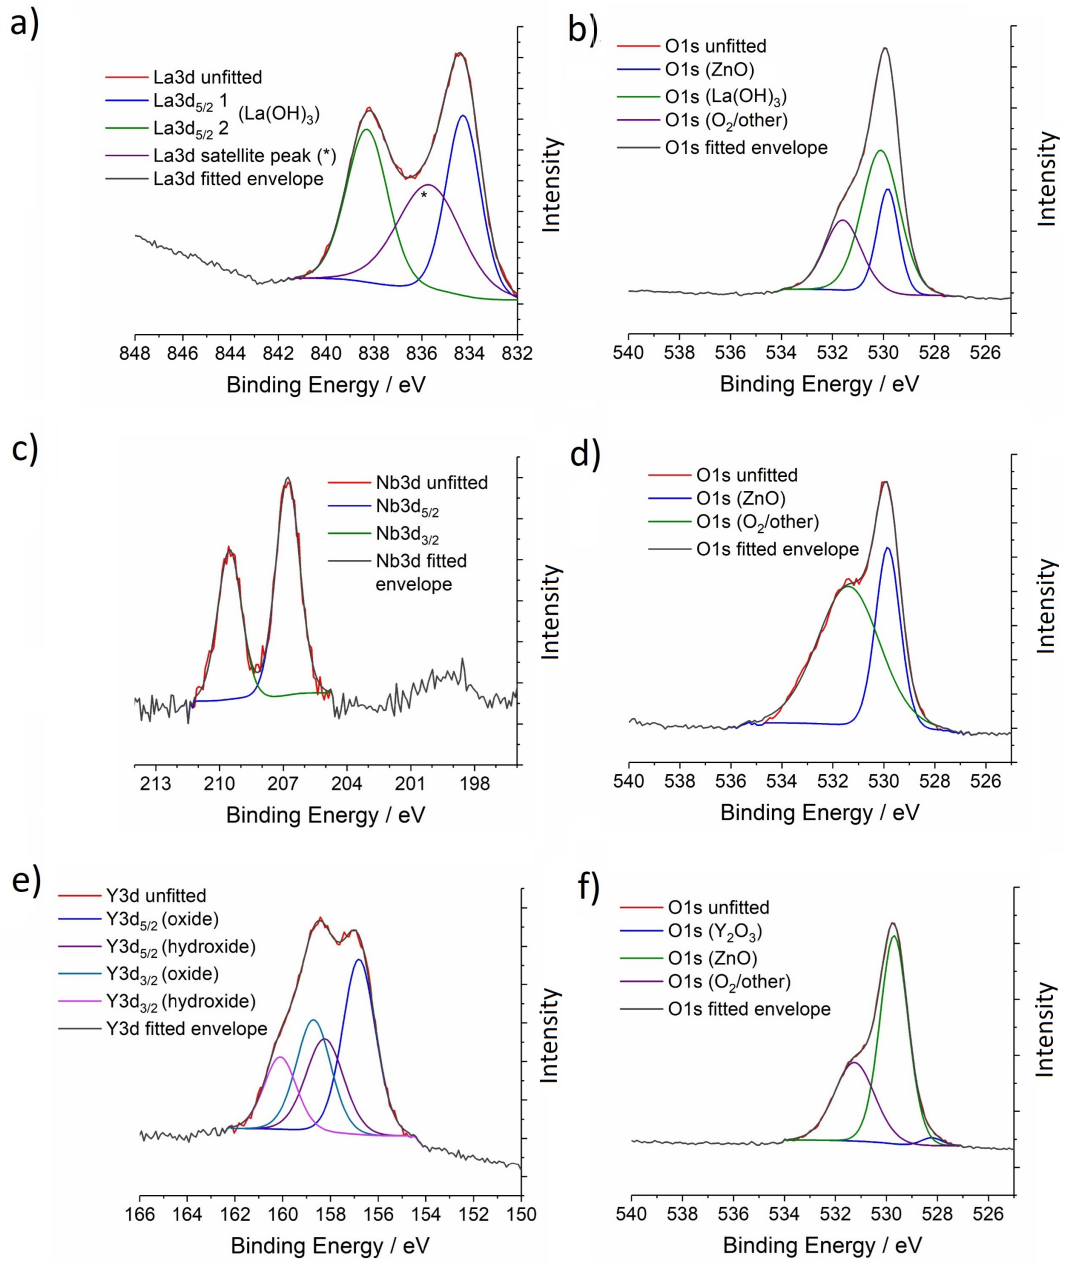 a)
La3d unfitted
La3d5/2 1
(La(OH)3)
La3d5/2 2
La3d satellite peak (*)
La3d fitted envelope
*
Intensity
848 846 844 842 840 838 836 834 832
Binding Energy / eV
b)
O1s unfitted
O1s (ZnO)
O1s (La(OH)3)
O1s (O2/other)
O1s fitted envelope
Intensity
540 538 536 534 532 530 528 526
Binding Energy / eV
c)
Nb3d unfitted
Nb3d5/2
Nb3d3/2
Nb3d fitted
envelope
Intensity
213 210 207 204 201 198
Binding Energy / eV
d)
O1s unfitted
O1s (ZnO)
O1s (O2/other)
O1s fitted envelope
Intensity
540 538 536 534 532 530 528 526
Binding Energy / eV
e)
Y3d unfitted
Y3d5/2 (oxide)
Y3d5/2 (hydroxide)
Y3d3/2 (oxide)
Y3d3/2 (hydroxide)
Y3d fitted envelope
Intensity
166 164 162 160 158 156 154 152 150
Binding Energy / eV
f)
O1s unfitted
O1s (Y2O3)
O1s (ZnO)
O1s (O2/other)
O1s fitted envelope
Intensity
540 538 536 534 532 530 528 526
Binding Energy / eV